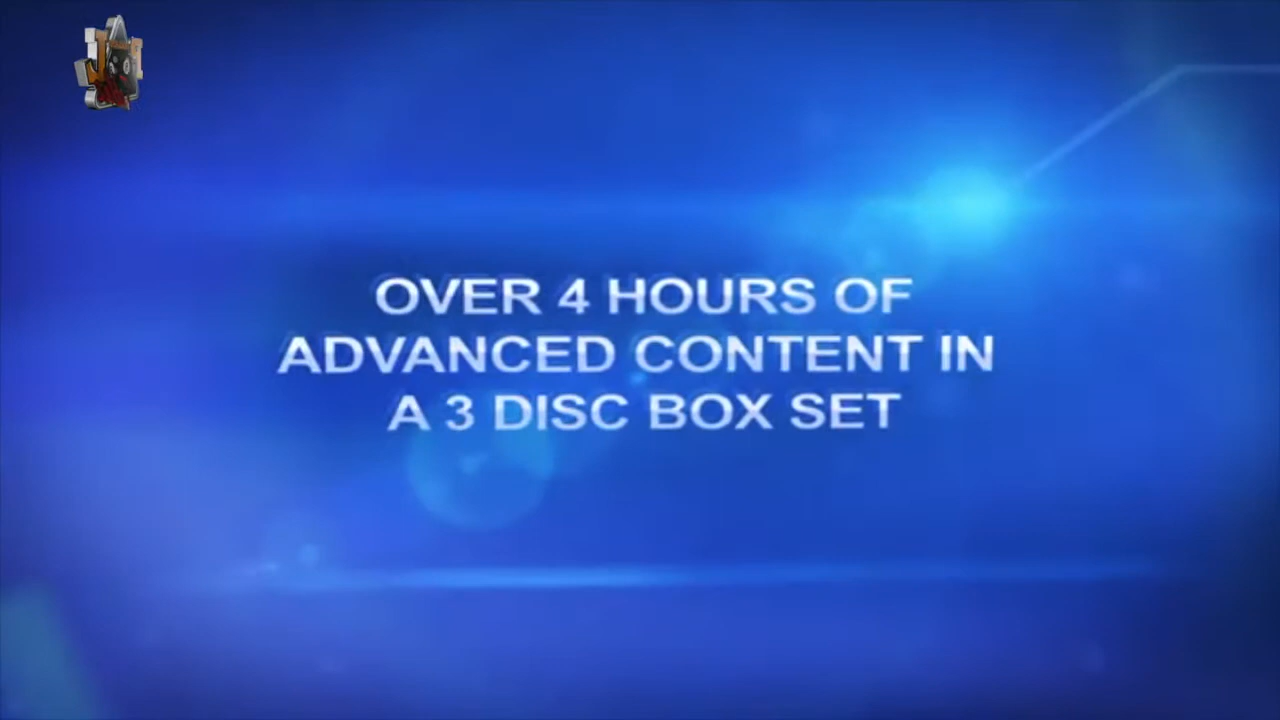 OVER 4 HOURS OF
ADVANCED CONTENT IN
A 3 DISC BOX SET